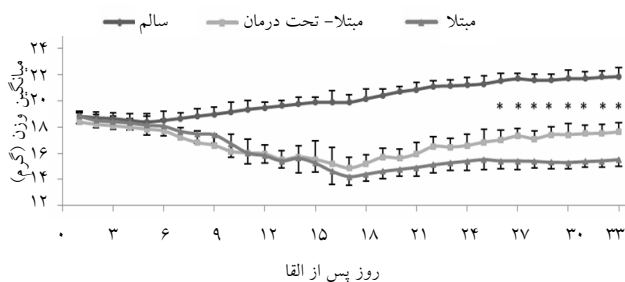 سالم
مبتلا- تحت درمان
مبتلا
میانگین وزن (گرم)
۲۴
۲۲
۲۰
۱۸
۱۶
۱۴
۱۲
* * * * * * * *
۰ ۳ ۶ ۹ ۱۲ ۱۵ ۱۸ ۲۱ ۲۴ ۲۷ ۳۰ ۳۳
روز پس از القا